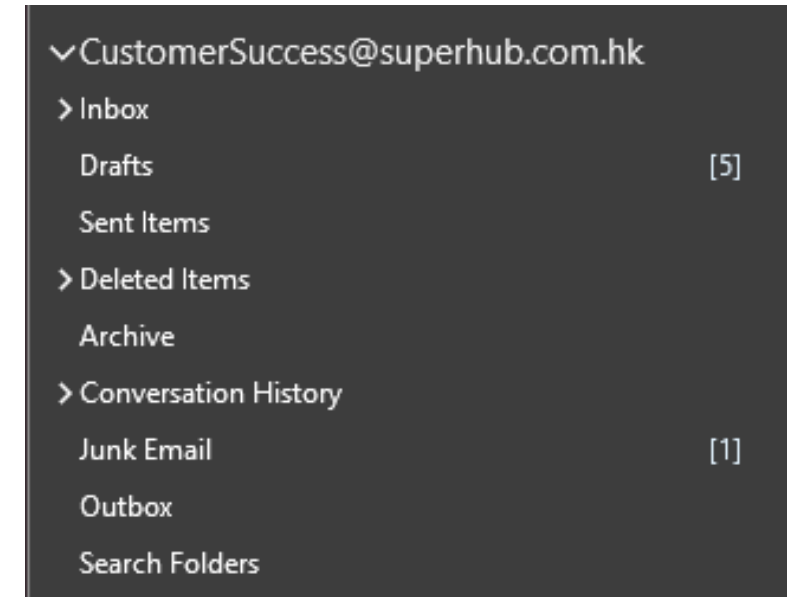 CustomerSuccess@superhub.com.hk
Inbox
Drafts [5]
Sent Items
Deleted Items
Archive
Conversation History
Junk Email [1]
Outbox
Search Folders